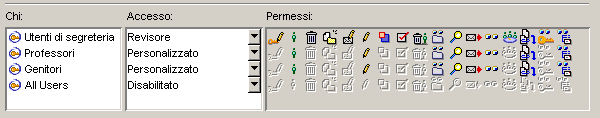 Chi: Accesso: Permessi:
Utenti di segreteria Revisore
Professori Personalizzato
Genitori Personalizzato
All Users Disabilitato